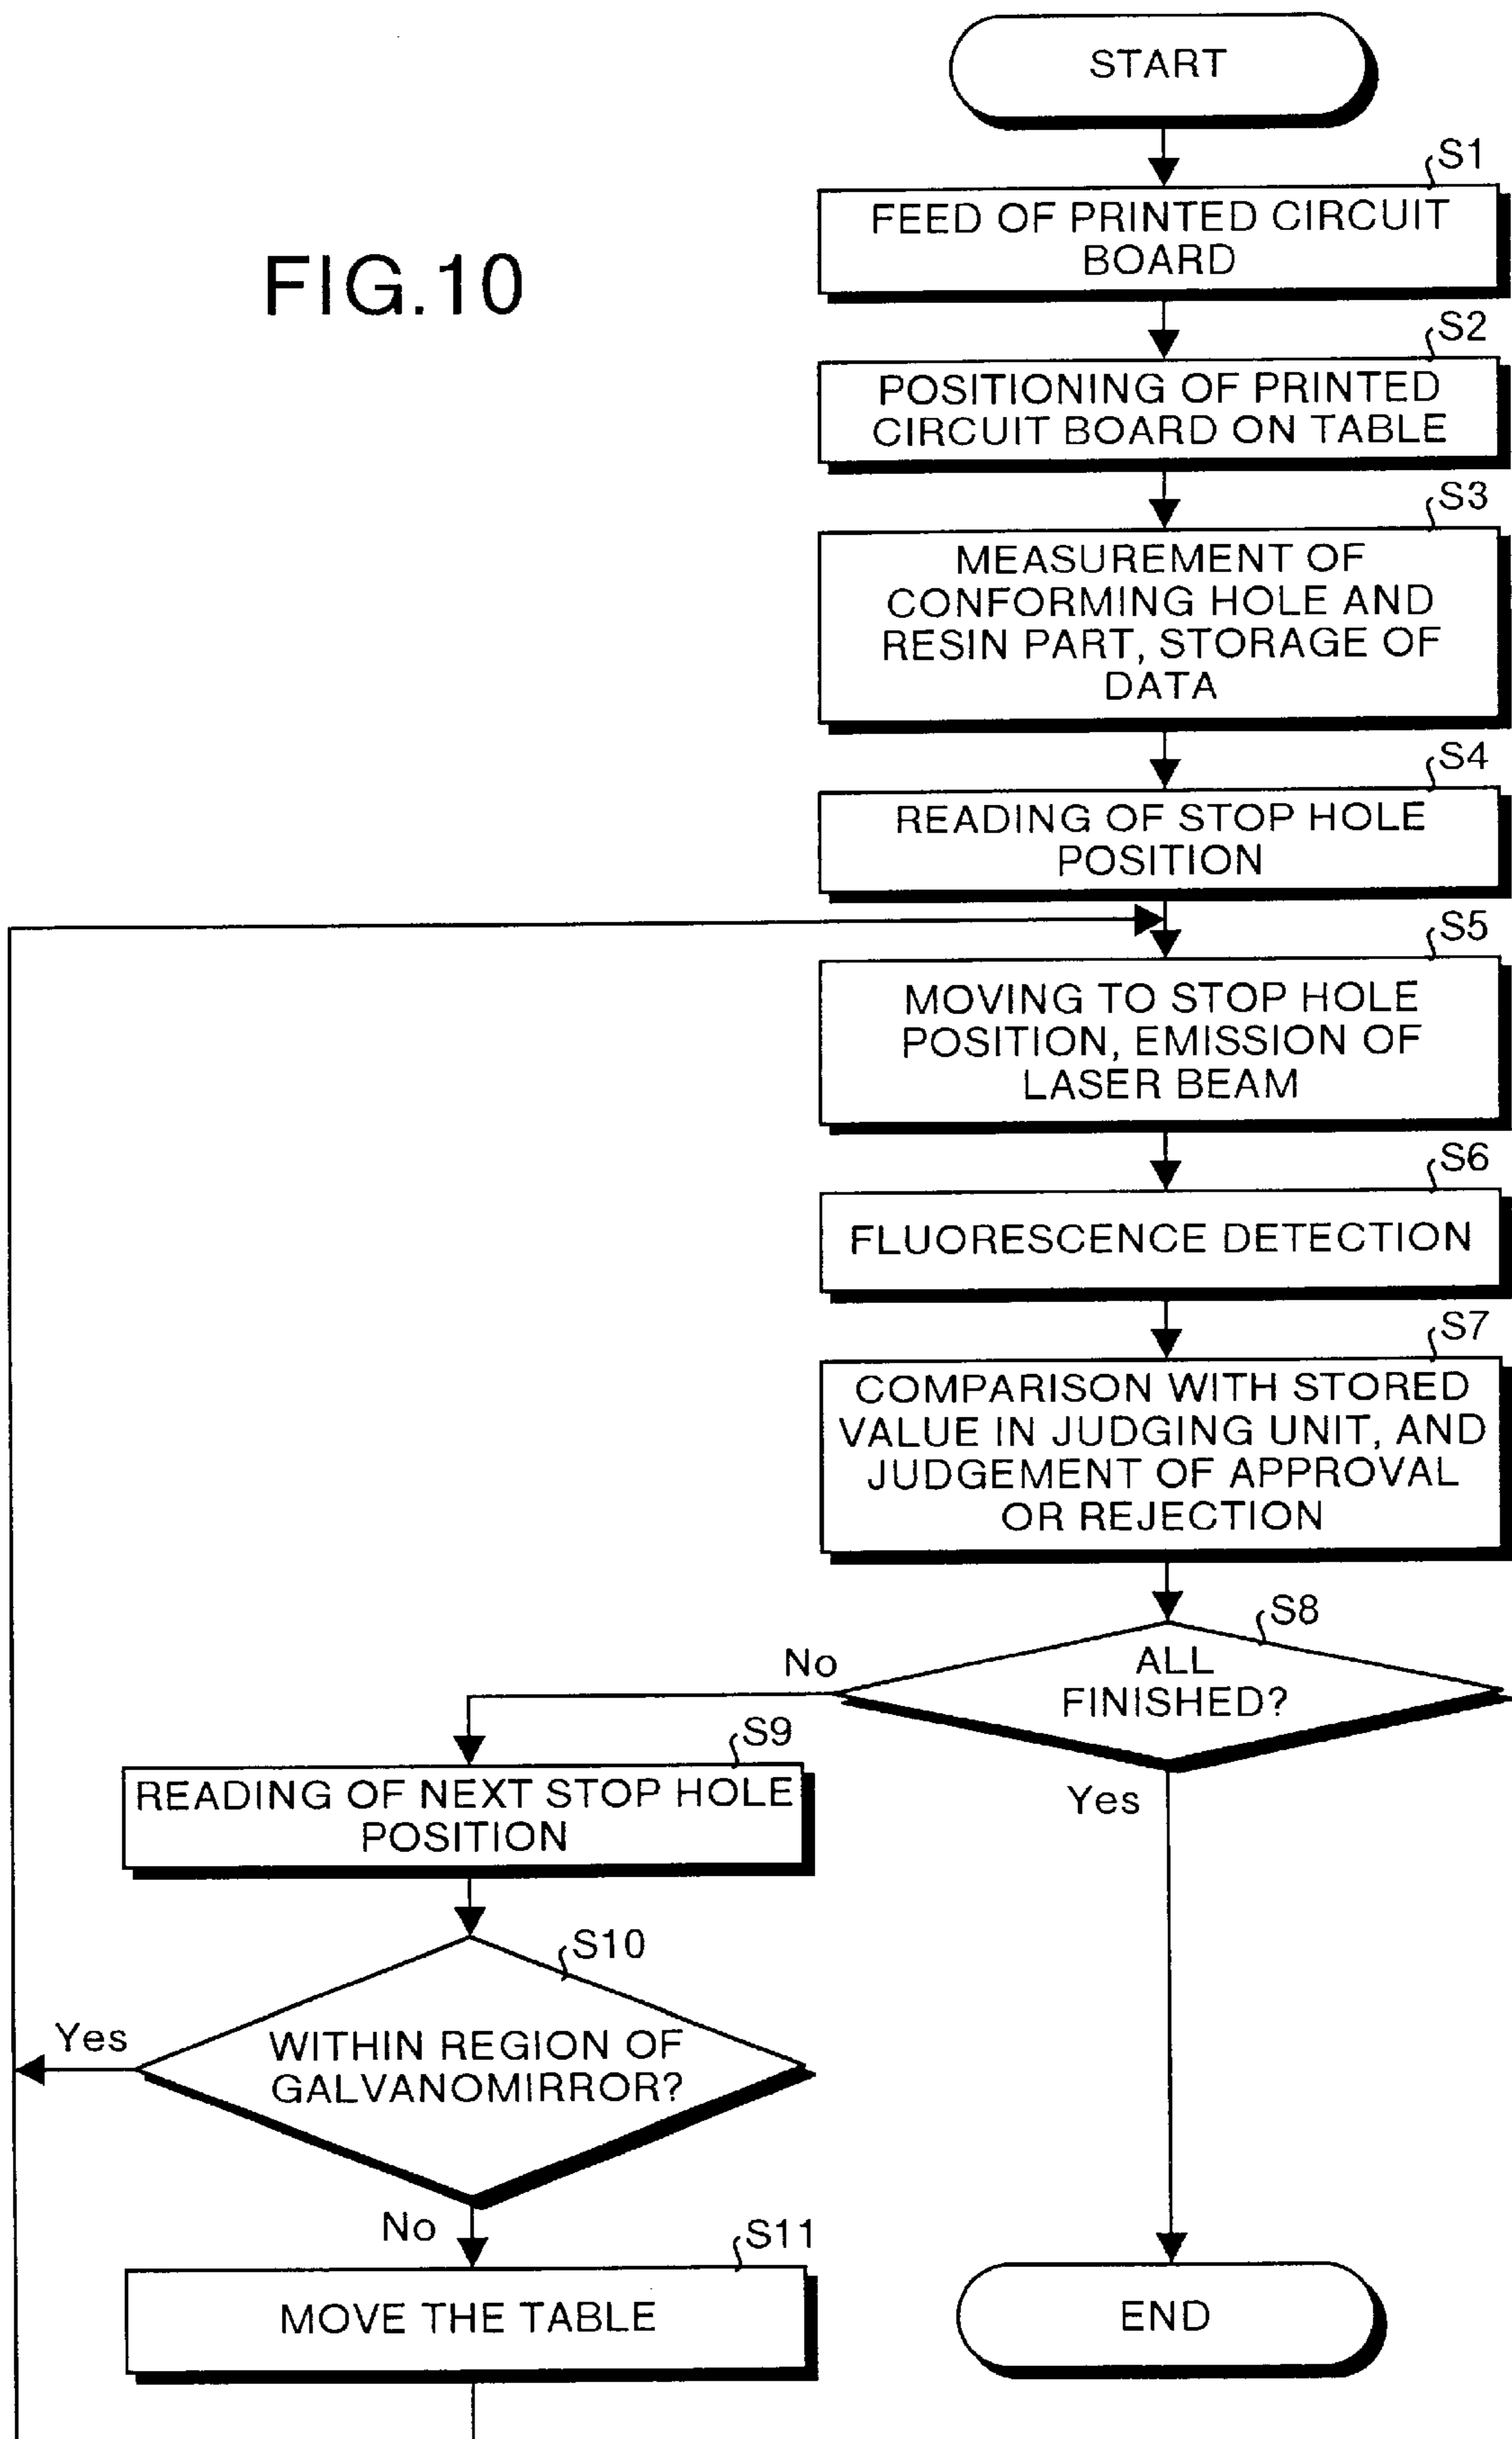 FIG.10
START
S1
FEED OF PRINTED CIRCUIT
BOARD
S2
POSITIONING OF PRINTED
CIRCUIT BOARD ON TABLE
S3
MEASUREMENT OF
CONFORMING HOLE AND
RESIN PART, STORAGE OF
DATA
S4
READING OF STOP HOLE
POSITION
S5
MOVING TO STOP HOLE
POSITION, EMISSION OF
LASER BEAM
S6
FLUORESCENCE DETECTION
S7
COMPARISON WITH STORED
VALUE IN JUDGING UNIT, AND
JUDGEMENT OF APPROVAL
OR REJECTION
S8
ALL
FINISHED?
No
Yes
S9
READING OF NEXT STOP HOLE
POSITION
S10
WITHIN REGION OF
GALVANOMIRROR?
Yes
No
S11
MOVE THE TABLE
END